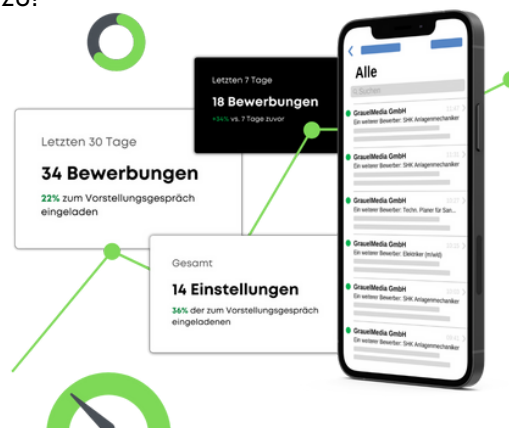 Letzten 7 Tage
18 Bewerbungen
+34% vs. 7 Tage zuvor
Letzten 30 Tage
34 Bewerbungen
22% zum Vorstellungsgespräch
eingeladen
Gesamt
14 Einstellungen
36% der zum Vorstellungsgespräch
eingeladenen
Alle
Suchen
GrauelMedia GmbH
Ein weiterer Bewerber: SHK Anlagenmechaniker
GrauelMedia GmbH
Ein weiterer Bewerber: SHK Anlagenmechaniker
GrauelMedia GmbH
Ein weiterer Bewerber: Techn. Planer für San...
GrauelMedia GmbH
Ein weiterer Bewerber: Elektriker (m/w/d)
GrauelMedia GmbH
Ein weiterer Bewerber: SHK Anlagenmechaniker
GrauelMedia GmbH
Ein weiterer Bewerber: SHK Anlagenmechaniker